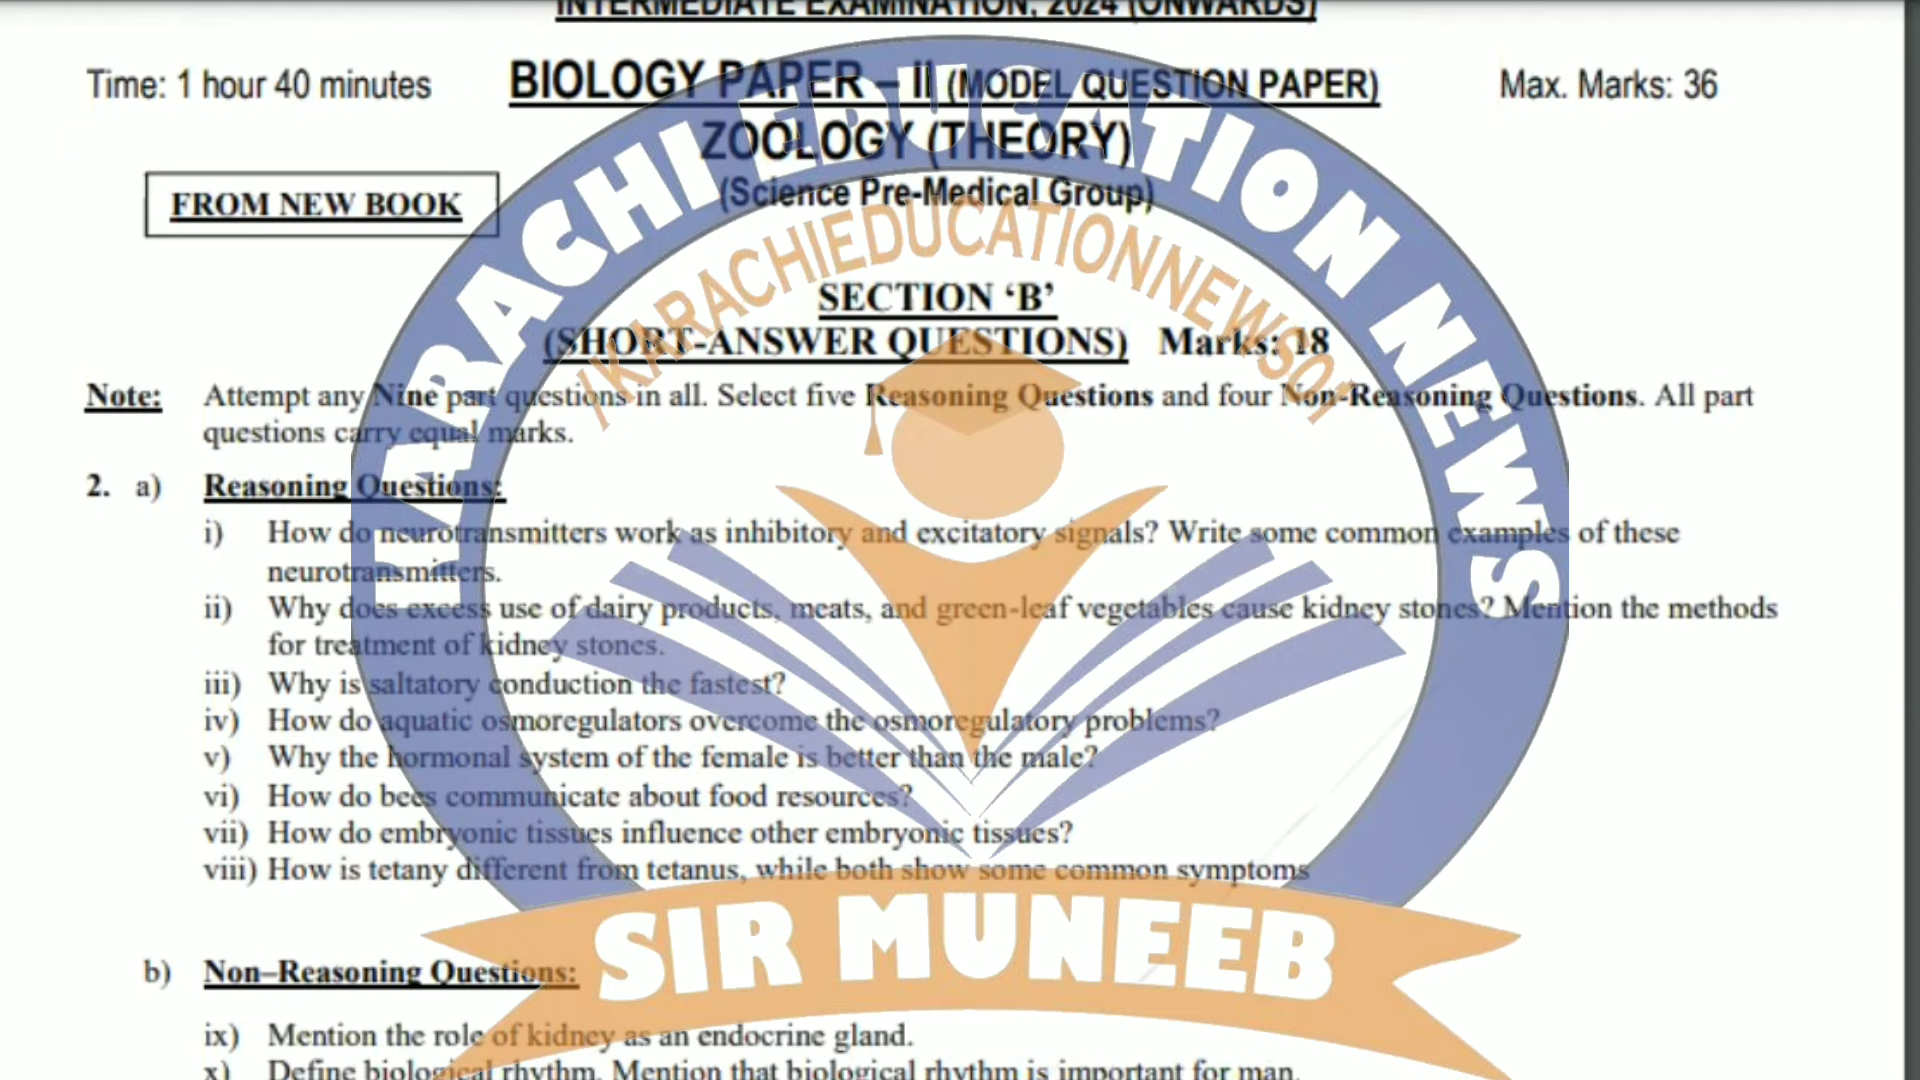 INTERMEDIATE EXAMINATION, 2024 (ONWARDS)
Time: 1 hour 40 minutes BIOLOGY PAPER – II (MODEL QUESTION PAPER) Max. Marks: 36
ZOOLOGY (THEORY)
(Science Pre-Medical Group)
FROM NEW BOOK
KARACHI EDUCATION NEWS
/KARACHIEDUCATIONNEWS01
SECTION ‘B’
(SHORT-ANSWER QUESTIONS) Marks: 18
Note: Attempt any Nine part questions in all. Select five Reasoning Questions and four Non-Reasoning Questions. All part
questions carry equal marks.
2. a) Reasoning Questions:
i) How do neurotransmitters work as inhibitory and excitatory signals? Write some common examples of these
neurotransmitters.
ii) Why does excess use of dairy products, meats, and green-leaf vegetables cause kidney stones? Mention the methods
for treatment of kidney stones.
iii) Why is saltatory conduction the fastest?
iv) How do aquatic osmoregulators overcome the osmoregulatory problems?
v) Why the hormonal system of the female is better than the male?
vi) How do bees communicate about food resources?
vii) How do embryonic tissues influence other embryonic tissues?
viii) How is tetany different from tetanus, while both show some common symptoms
SIR MUNEEB
b) Non–Reasoning Questions:
ix) Mention the role of kidney as an endocrine gland.
x) Define biological rhythm. Mention that biological rhythm is important for man.